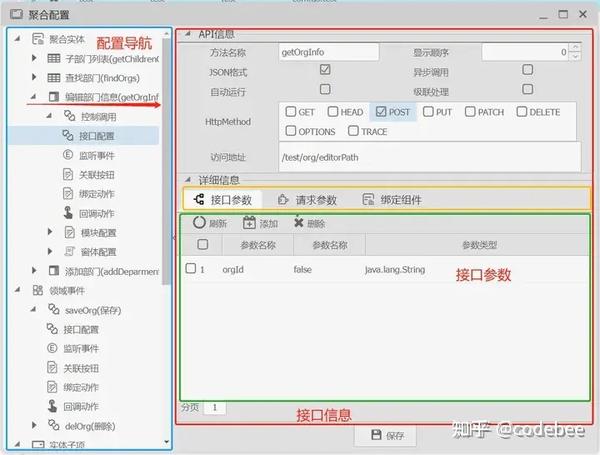 聚合配置
聚合实体
配置导航
子部门列表(getChildrenO
查找部门(findOrgs)
编辑部门信息(getOrgInf
控制调用
接口配置
监听事件
关联按钮
绑定动作
回调动作
模块配置
窗体配置
添加部门(addDeparment
领域事件
saveOrg(保存)
接口配置
监听事件
关联按钮
绑定动作
回调动作
delOrg(删除)
实体子项
API信息
方法名称 getOrgInfo 显示顺序 0
JSON格式 异步调用
自动运行 级联处理
HttpMethod GET HEAD POST PUT PATCH DELETE
OPTIONS TRACE
访问地址 /test/org/editorPath
详细信息
接口参数 请求参数 绑定组件
刷新 添加 删除
参数名称 参数名称 参数类型
1 orgId false java.lang.String
接口参数
分页 1
接口信息
保存
知乎 @codebee